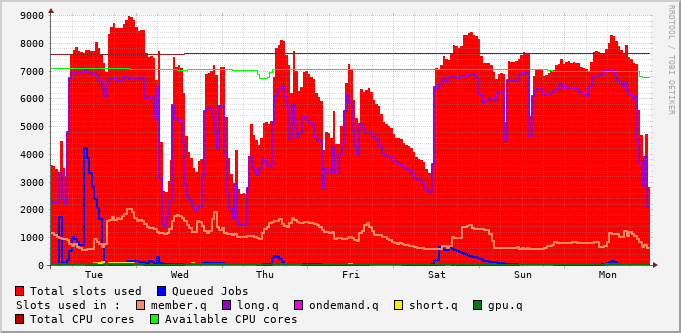 RRDTOOL / TOBI OETIKER
9000
8000
7000
6000
5000
4000
3000
2000
1000
0
Tue Wed Thu Fri Sat Sun Mon
Total slots used Queued Jobs
Slots used in : member.q long.q ondemand.q short.q gpu.q
Total CPU cores Available CPU cores